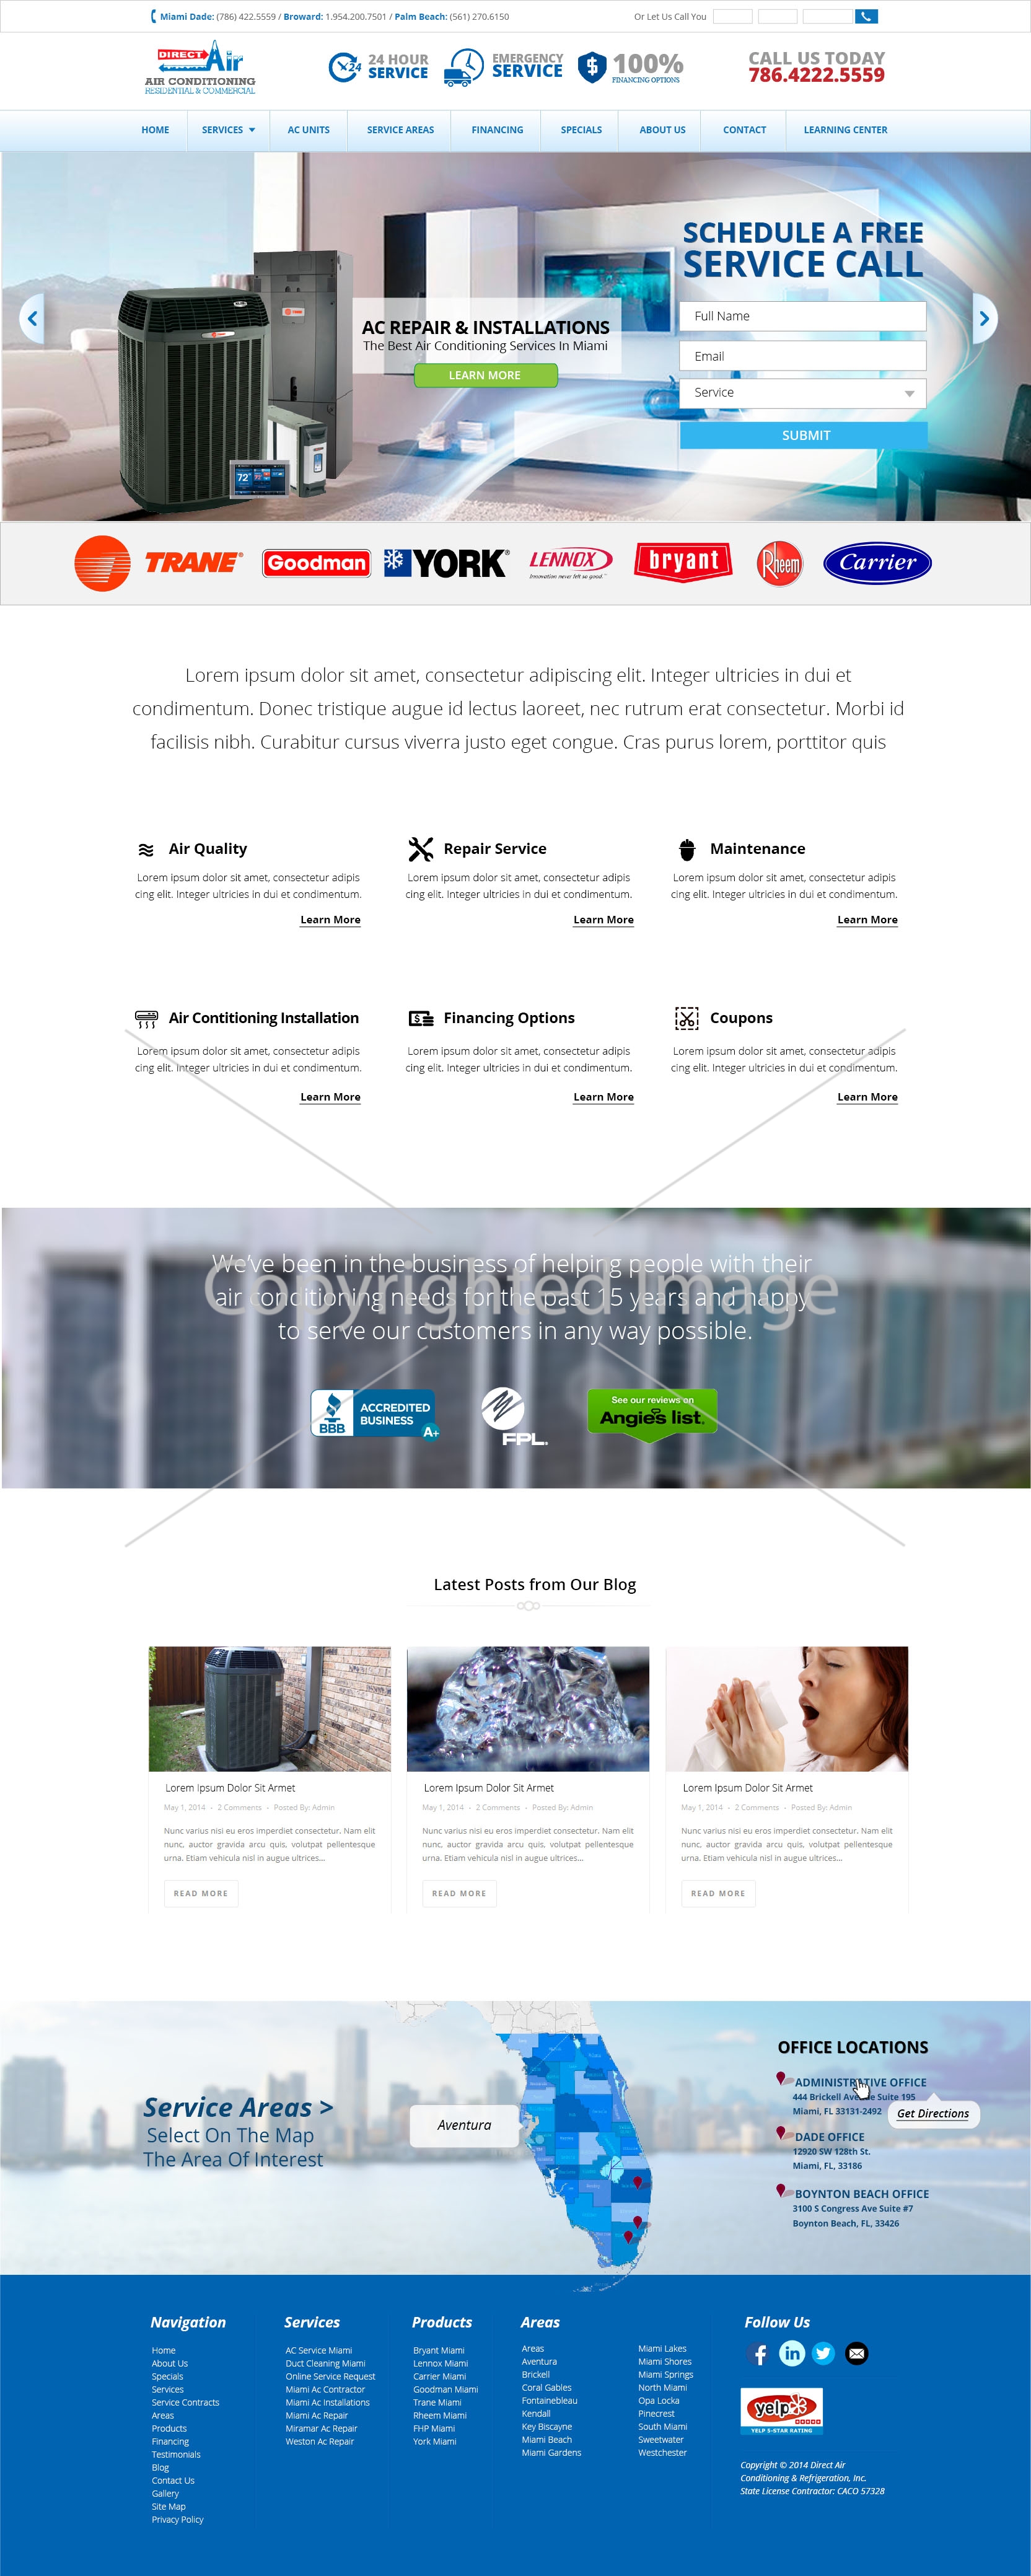 Miami Dade: (786) 422.5559 / Broward: 1.954.200.7501 / Palm Beach: (561) 270.6150
Or Let Us Call You
DIRECT Air
AIR CONDITIONING
RESIDENTIAL & COMMERCIAL
24
24 HOUR
SERVICE
EMERGENCY
SERVICE
$
100%
FINANCING OPTIONS
CALL US TODAY
786.4222.5559
HOME
SERVICES
AC UNITS
SERVICE AREAS
FINANCING
SPECIALS
ABOUT US
CONTACT
LEARNING CENTER
SCHEDULE A FREE
SERVICE CALL
Full Name
Email
Service
SUBMIT
AC REPAIR & INSTALLATIONS
The Best Air Conditioning Services In Miami
LEARN MORE
72°
TRANE®
Goodman
YORK®
LENNOX
Innovation never felt so good.™
bryant
Rheem
Carrier
Lorem ipsum dolor sit amet, consectetur adipiscing elit. Integer ultricies in dui et
condimentum. Donec tristique augue id lectus laoreet, nec rutrum erat consectetur. Morbi id
facilisis nibh. Curabitur cursus viverra justo eget congue. Cras purus lorem, porttitor quis
Air Quality
Lorem ipsum dolor sit amet, consectetur adipis
cing elit. Integer ultricies in dui et condimentum.
Learn More
Repair Service
Lorem ipsum dolor sit amet, consectetur adipis
cing elit. Integer ultricies in dui et condimentum.
Learn More
Maintenance
Lorem ipsum dolor sit amet, consectetur adipis
cing elit. Integer ultricies in dui et condimentum.
Learn More
Air Contitioning Installation
Lorem ipsum dolor sit amet, consectetur adipis
cing elit. Integer ultricies in dui et condimentum.
Learn More
Financing Options
Lorem ipsum dolor sit amet, consectetur adipis
cing elit. Integer ultricies in dui et condimentum.
Learn More
Coupons
Lorem ipsum dolor sit amet, consectetur adipis
cing elit. Integer ultricies in dui et condimentum.
Learn More
We've been in the business of helping people with their
air conditioning needs for the past 15 years and happy
to serve our customers in any way possible.
Copyrighted Image
BBB
ACCREDITED
BUSINESS
A+
FPL.
See our reviews on
Angies list.
Latest Posts from Our Blog
Lorem Ipsum Dolor Sit Armet
May 1, 2014 - 2 Comments - Posted By: Admin
Nunc varius nisi eu eros imperdiet consectetur. Nam elit
nunc, auctor gravida arcu quis, volutpat pellentesque
urna. Etiam vehicula nisl in augue ultrices...
READ MORE
Lorem Ipsum Dolor Sit Armet
May 1, 2014 - 2 Comments - Posted By: Admin
Nunc varius nisi eu eros imperdiet consectetur. Nam elit
nunc, auctor gravida arcu quis, volutpat pellentesque
urna. Etiam vehicula nisl in augue ultrices...
READ MORE
Lorem Ipsum Dolor Sit Armet
May 1, 2014 - 2 Comments - Posted By: Admin
Nunc varius nisi eu eros imperdiet consectetur. Nam elit
nunc, auctor gravida arcu quis, volutpat pellentesque
urna. Etiam vehicula nisl in augue ultrices...
READ MORE
Service Areas >
Select On The Map
The Area Of Interest
Aventura
OFFICE LOCATIONS
ADMINISTRATIVE OFFICE
444 Brickell Avenue Suite 195
Miami, FL 33131-2492
Get Directions
DADE OFFICE
12920 SW 128th St.
Miami, FL, 33186
BOYNTON BEACH OFFICE
3100 S Congress Ave Suite #7
Boynton Beach, FL, 33426
Navigation
Home
About Us
Specials
Services
Service Contracts
Areas
Products
Financing
Testimonials
Blog
Contact Us
Gallery
Site Map
Privacy Policy
Services
AC Service Miami
Duct Cleaning Miami
Online Service Request
Miami Ac Contractor
Miami Ac Installations
Miami Ac Repair
Miramar Ac Repair
Weston Ac Repair
Products
Bryant Miami
Lennox Miami
Carrier Miami
Goodman Miami
Trane Miami
Rheem Miami
FHP Miami
York Miami
Areas
Areas
Aventura
Brickell
Coral Gables
Fontainebleau
Kendall
Key Biscayne
Miami Beach
Miami Gardens
Miami Lakes
Miami Shores
Miami Springs
North Miami
Opa Locka
Pinecrest
South Miami
Sweetwater
Westchester
Follow Us
f
in
yelp
YELP 5-STAR RATING
Copyright © 2014 Direct Air
Conditioning & Refrigeration, Inc.
State License Contractor: CACO 57328